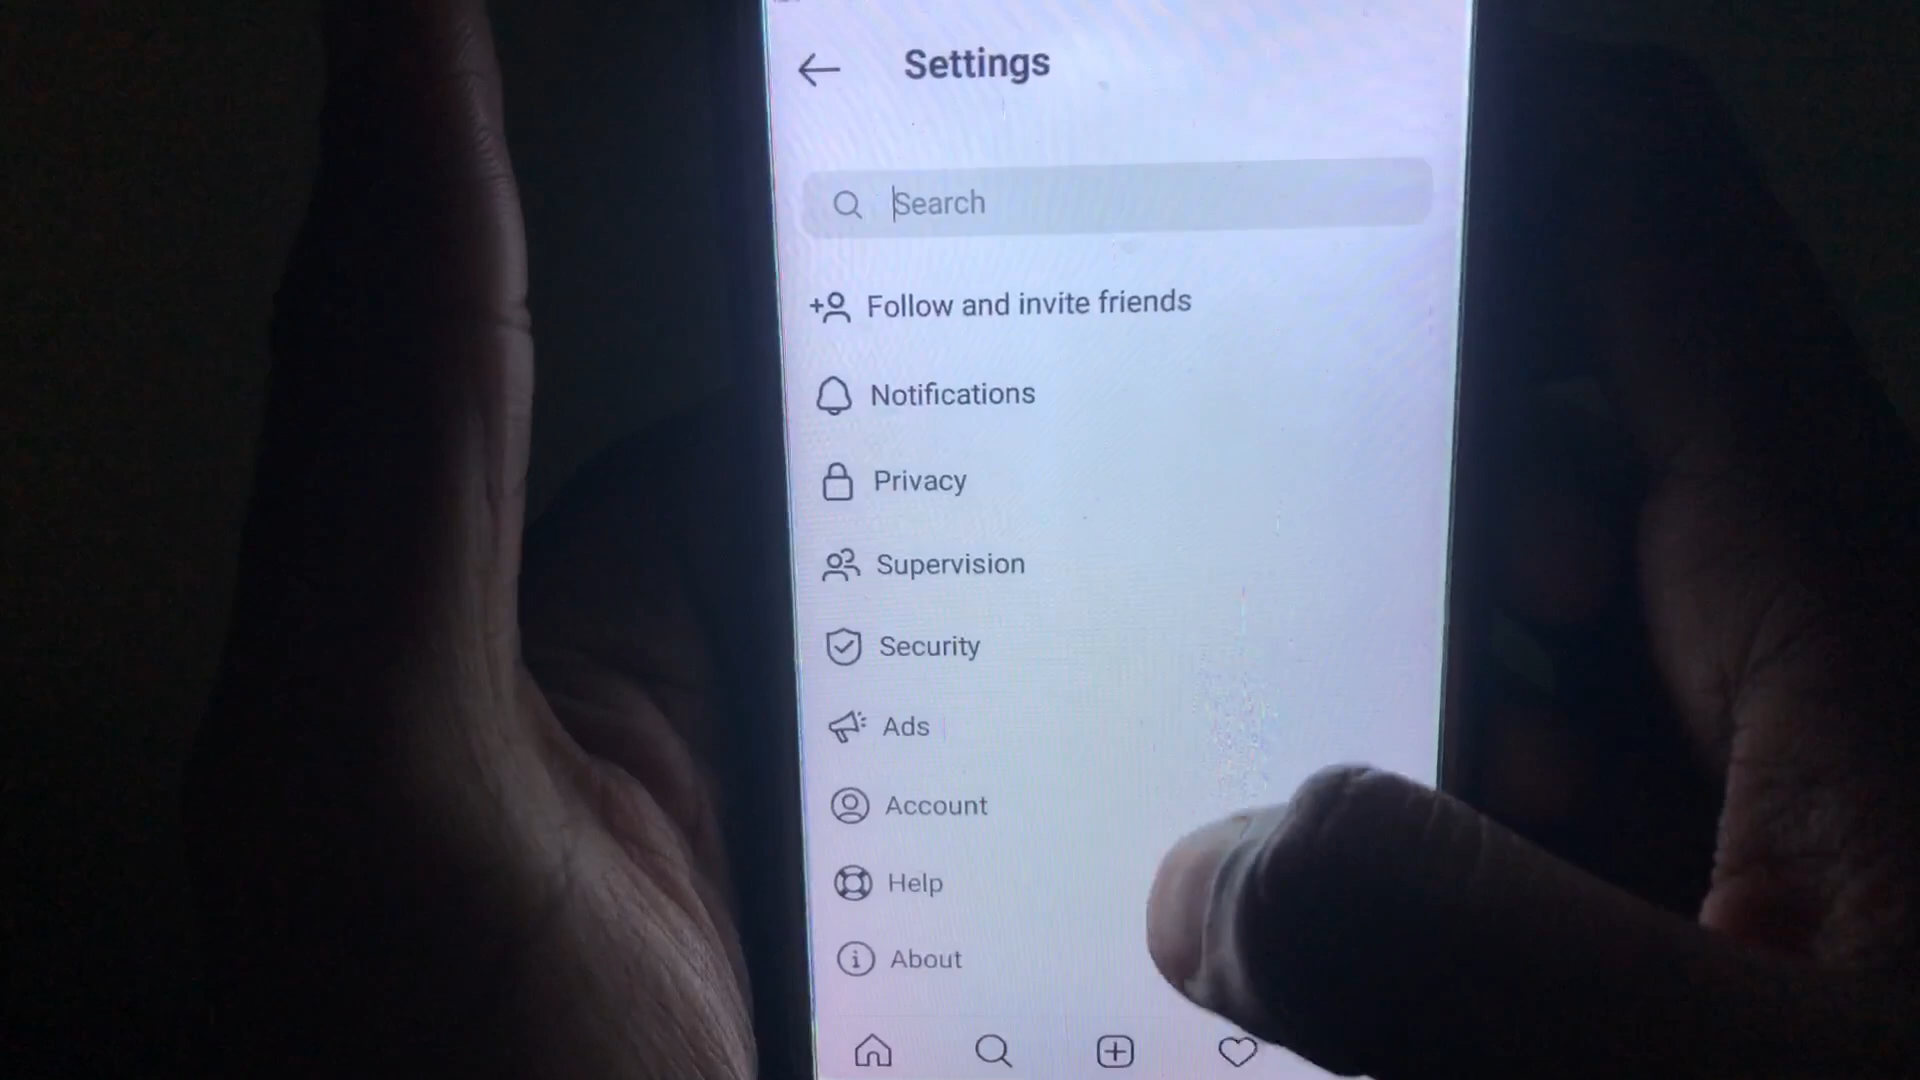 Settings
Search
Follow and invite friends
Notifications
Privacy
Supervision
Security
Ads
Account
Help
About